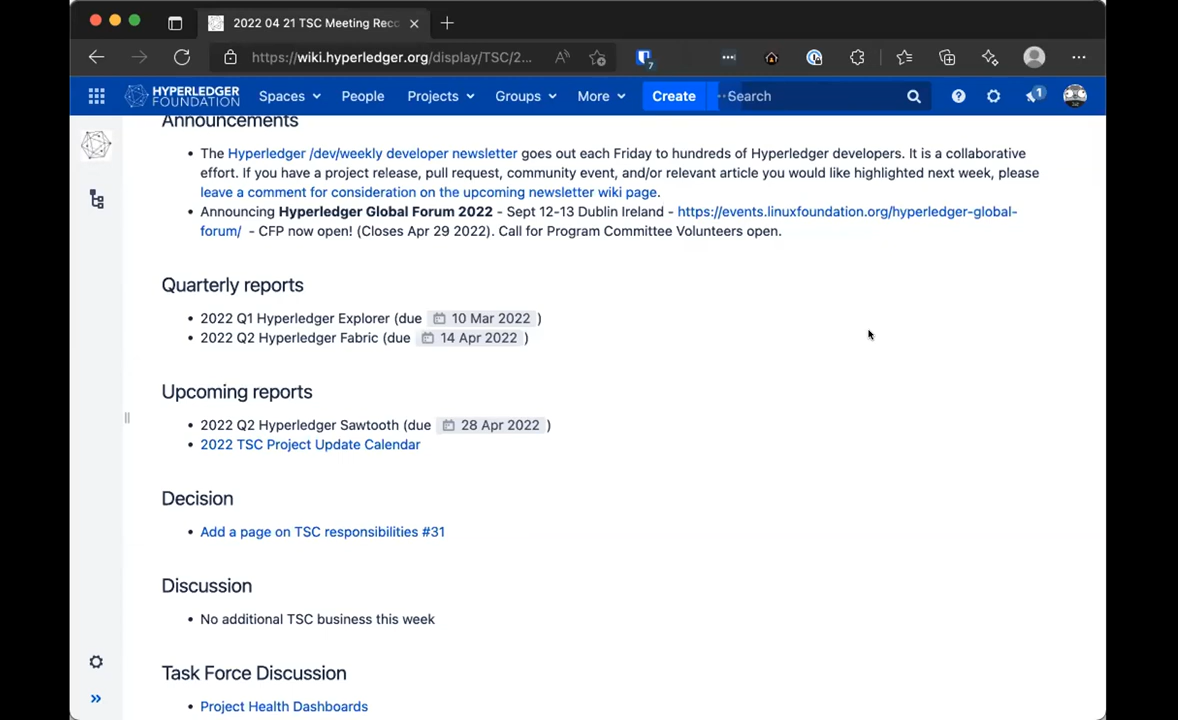 2022 04 21 TSC Meeting Reco
https://wiki.hyperledger.org/display/TSC/2...
7
HYPERLEDGER
FOUNDATION
Spaces
People
Projects
Groups
More
Create
Search
1
Announcements
• The Hyperledger /dev/weekly developer newsletter goes out each Friday to hundreds of Hyperledger developers. It is a collaborative
effort. If you have a project release, pull request, community event, and/or relevant article you would like highlighted next week, please
leave a comment for consideration on the upcoming newsletter wiki page.
• Announcing Hyperledger Global Forum 2022 - Sept 12-13 Dublin Ireland - https://events.linuxfoundation.org/hyperledger-global-
forum/ - CFP now open! (Closes Apr 29 2022). Call for Program Committee Volunteers open.
Quarterly reports
• 2022 Q1 Hyperledger Explorer (due 10 Mar 2022 )
• 2022 Q2 Hyperledger Fabric (due 14 Apr 2022 )
Upcoming reports
• 2022 Q2 Hyperledger Sawtooth (due 28 Apr 2022 )
• 2022 TSC Project Update Calendar
Decision
• Add a page on TSC responsibilities #31
Discussion
• No additional TSC business this week
Task Force Discussion
• Project Health Dashboards